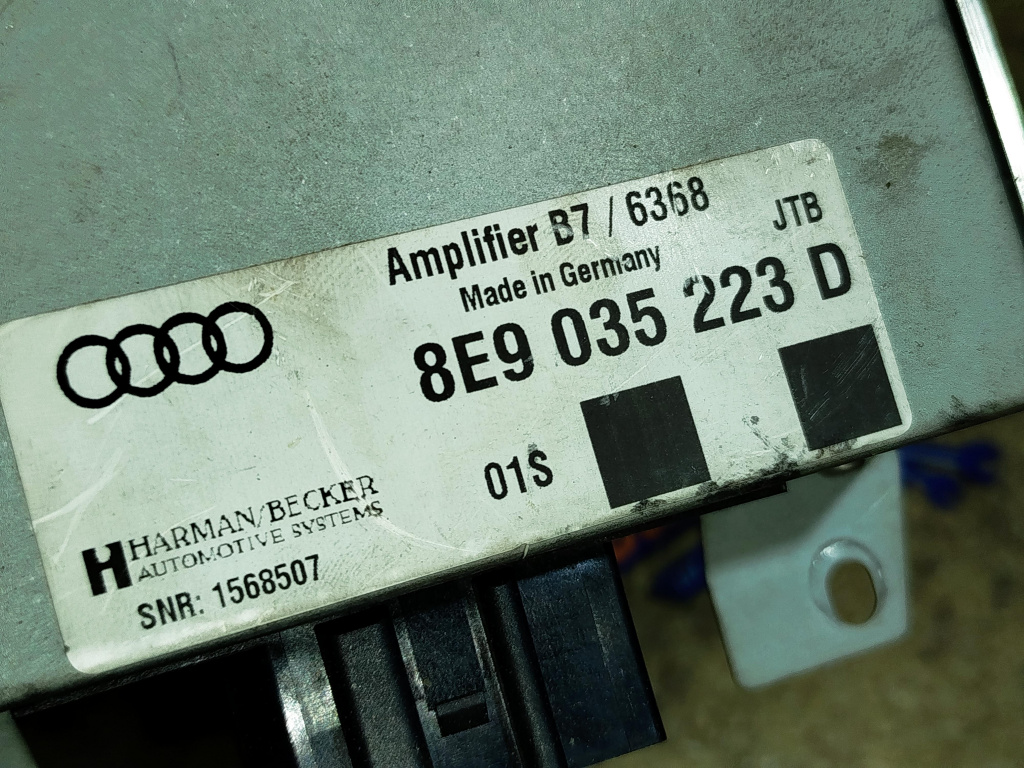 Amplifier B7 / 6368
JTB
Made in Germany
8E9 035 223 D
01S
HARMAN/BECKER
AUTOMOTIVE SYSTEMS
SNR: 1568507